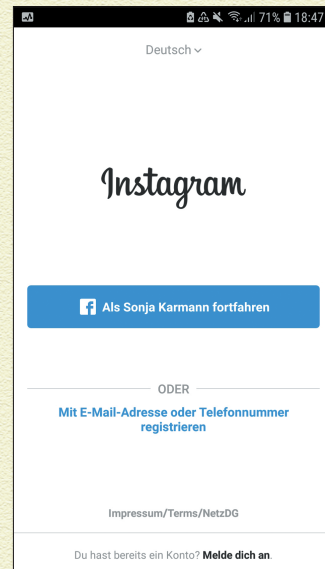 71% 18:47
Deutsch
Instagram
Als Sonja Karmann fortfahren
ODER
Mit E-Mail-Adresse oder Telefonnummer
registrieren
Impressum/Terms/NetzDG
Du hast bereits ein Konto? Melde dich an.